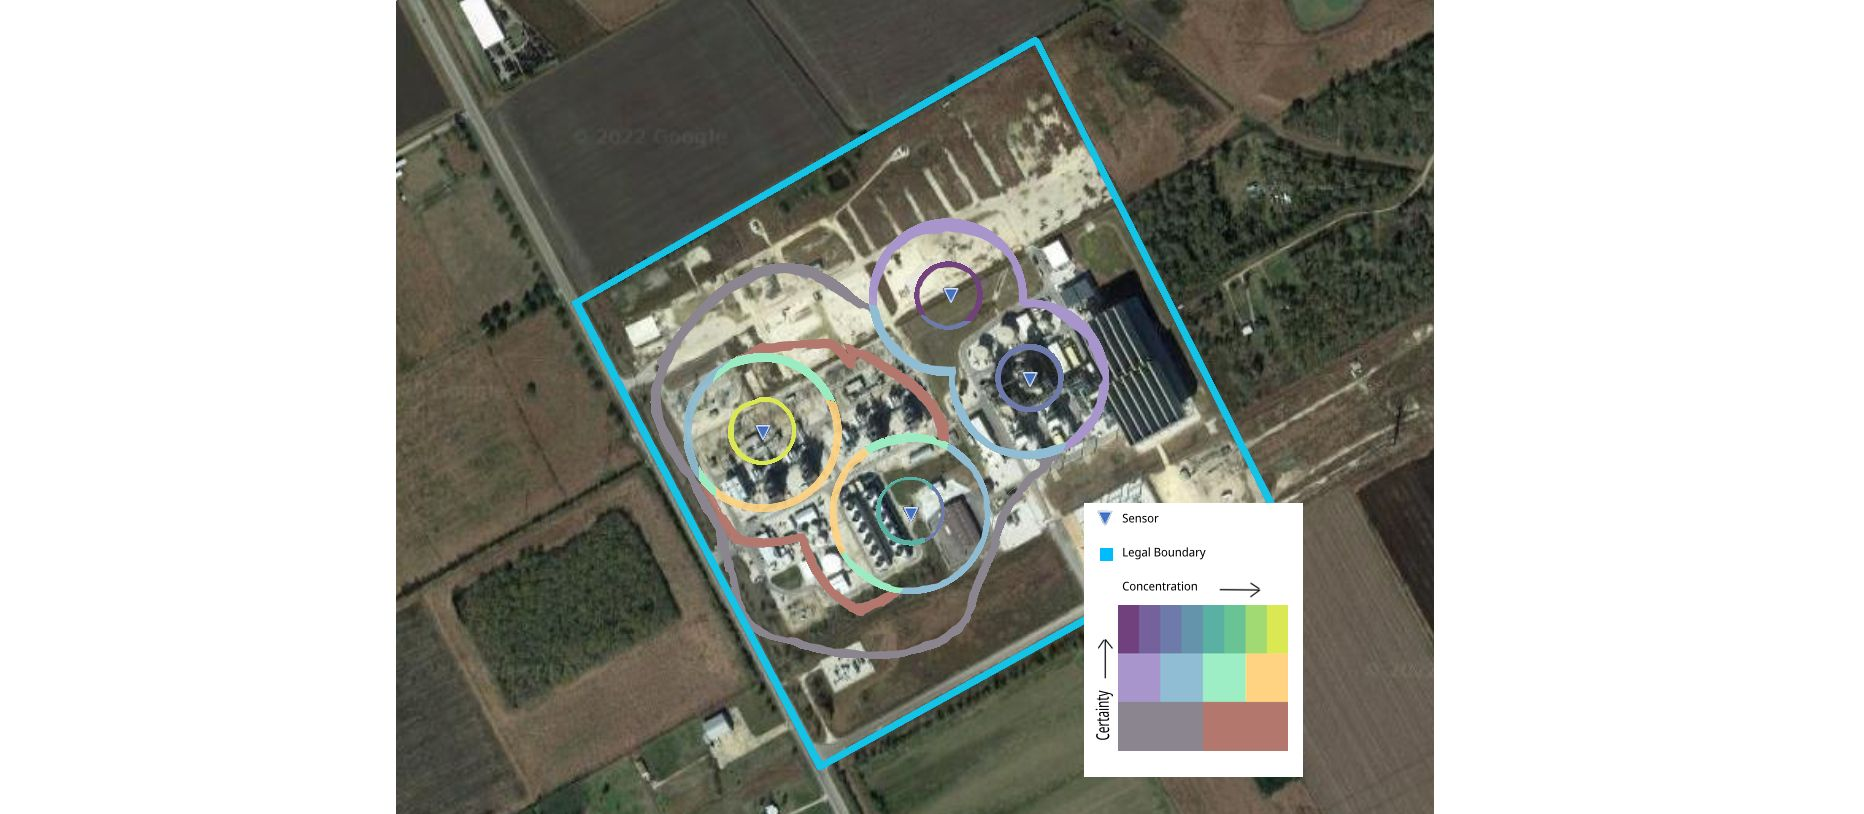 © 2022 Google
Sensor
Legal Boundary
Concentration
Certainty